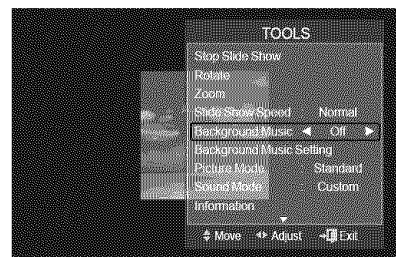 TOOLS
Stop Slide Show
Rotate
Zoom
Slide Show Speed Normal
Background Music ◀ Off ▶
Background Music Setting
Picture Mode : Standard
Sound Mode : Custom
Information
▼
Move Adjust Exit